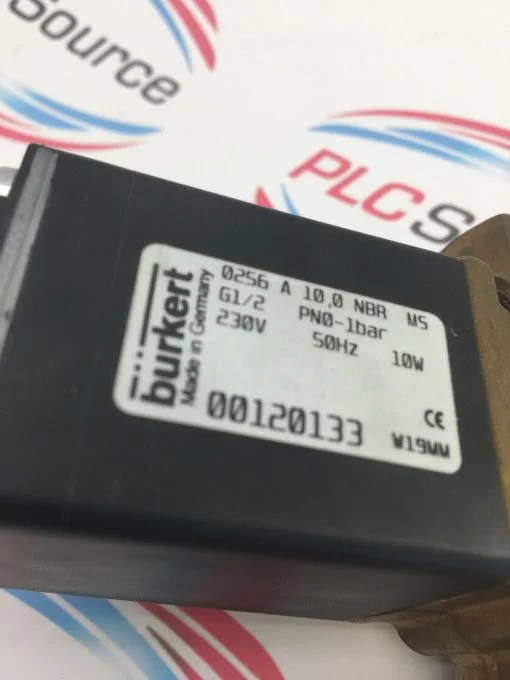 Source
PLC
S
burkert
Made in Germany
0256 A 10,0 NBR MS
G1/2 PN0-1bar
230V 50Hz 10W
00120133
CE
W19MM